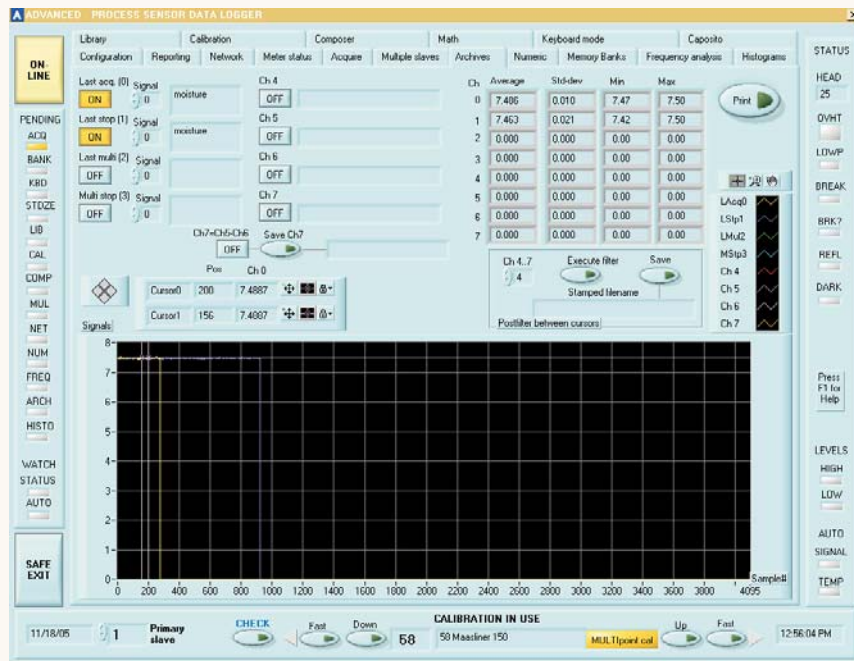 ADVANCED PROCESS SENSOR DATA LOGGER
Library Calibration Composer Math Keyboard mode Caposito
Configuration Reporting Network Meter status Acquire Multiple slaves Archives Numeric Memory Banks Frequency analysis Histograms
ON-
LINE
PENDING
ACQ
BANK
KBD
STDZE
LIB
CAL
COMP
MUL
NET
NUM
FREQ
ARCH
HISTO
WATCH
STATUS
AUTO
SAFE
EXIT
Last acq. (0) Signal
ON 0 moisture
Last stop (1) Signal
ON 0 moisture
Last multi (2) Signal
OFF 0
Multi stop (3) Signal
OFF 0
Ch 4
OFF
Ch 5
OFF
Ch 6
OFF
Ch 7
OFF
Ch7=Ch5-Ch6 Save Ch7
OFF
Ch Average Std-dev Min Max
0 7.486 0.010 7.47 7.50
1 7.463 0.021 7.42 7.50
2 0.000 0.000 0.00 0.00
3 0.000 0.000 0.00 0.00
4 0.000 0.000 0.00 0.00
5 0.000 0.000 0.00 0.00
6 0.000 0.000 0.00 0.00
7 0.000 0.000 0.00 0.00
Print
LAcq0
LStp1
LMul2
MStp3
Ch 4
Ch 5
Ch 6
Ch 7
Pos Ch 0
Cursor0 200 7.4887
Cursor1 156 7.4887
Ch 4..7 Execute filter Save
4
Stamped filename
Postfilter between cursors
Signals
8-
7-
6-
5-
4-
3-
2-
1-
0-
0 200 400 600 800 1000 1200 1400 1600 1800 2000 2200 2400 2600 2800 3000 3200 3400 3600 3800 4095
Sample#
STATUS
HEAD
25
OVHT
LOWP
BREAK
BRK?
REFL
DARK
Press
F1 for
Help
LEVELS
HIGH
LOW
AUTO
SIGNAL
TEMP
11/18/05 1 Primary
slave
CHECK Fast Down
58
CALIBRATION IN USE
58 Maasliner 150
MULTIpoint cal
Up Fast
12:56:04 PM